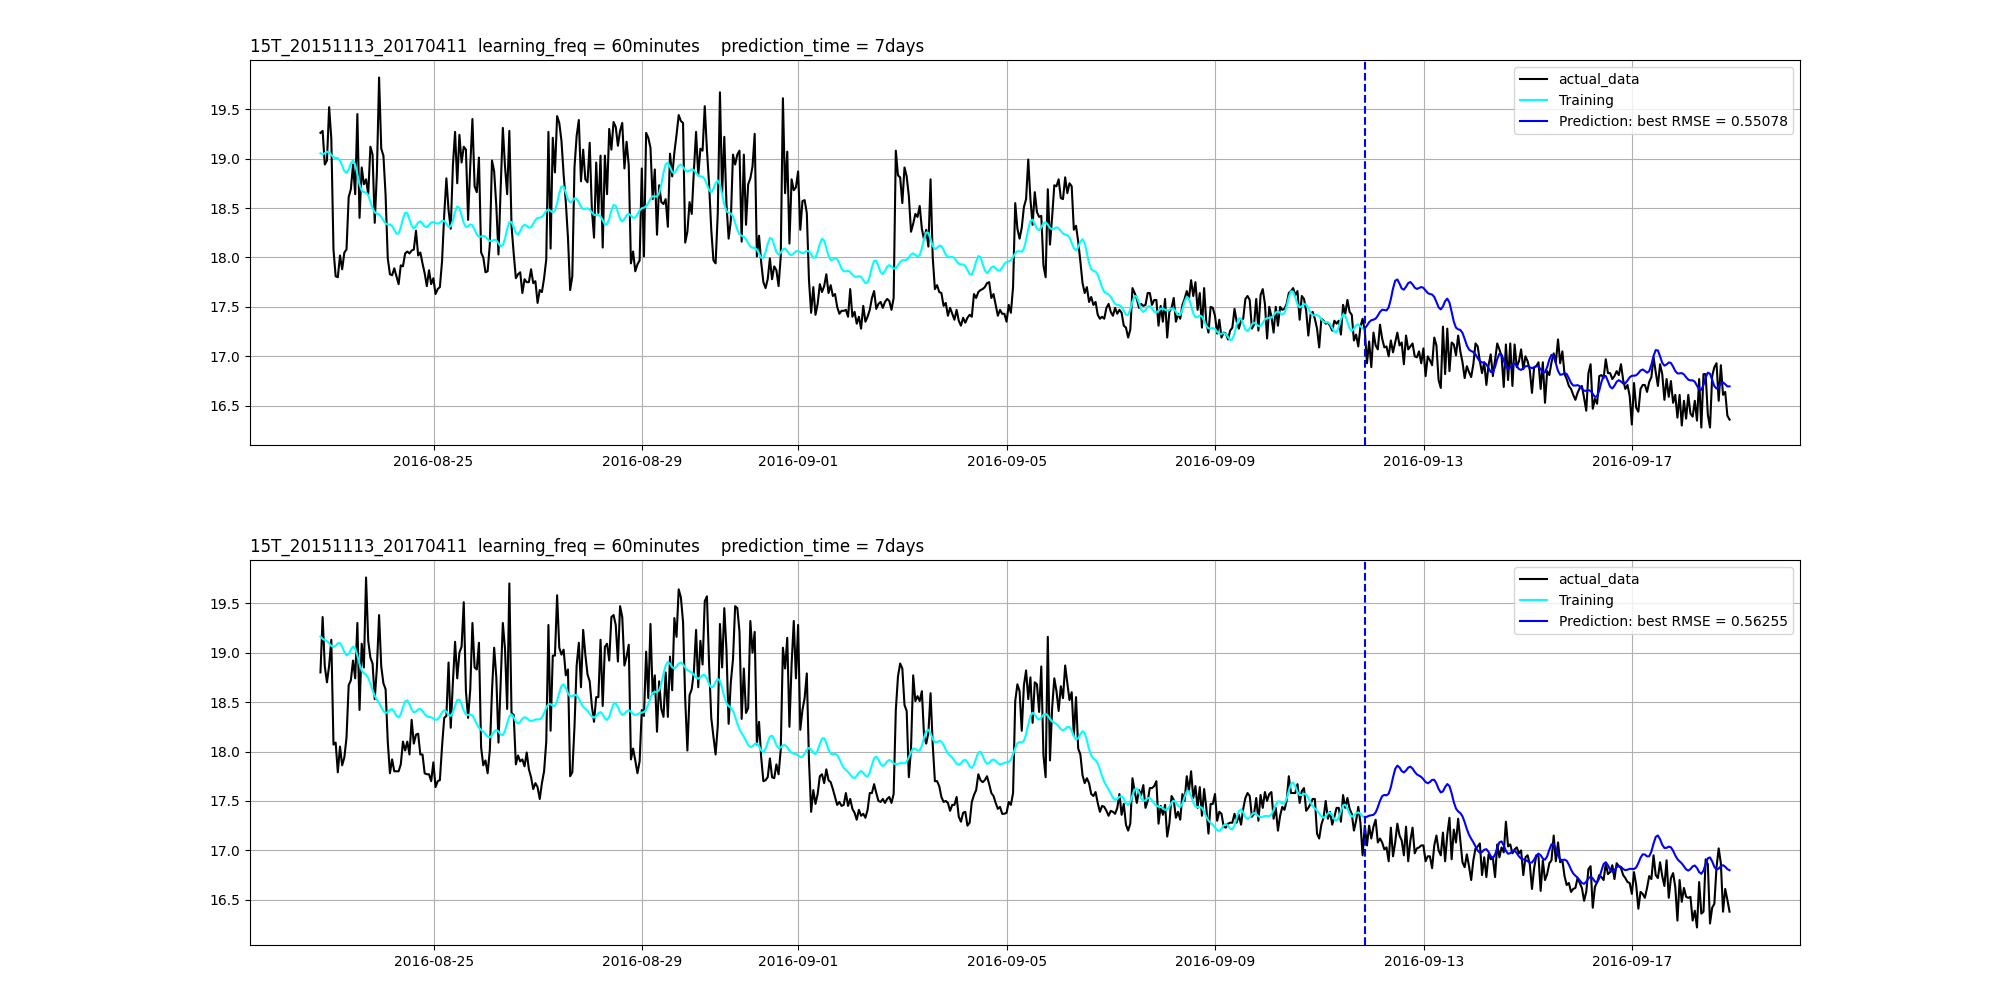 15T_20151113_20170411  learning_freq = 60minutes    prediction_time = 7days
actual_data
Training
Prediction: best RMSE = 0.55078
19.5
19.0
18.5
18.0
17.5
17.0
16.5
2016-08-25 2016-08-29 2016-09-01 2016-09-05 2016-09-09 2016-09-13 2016-09-17
15T_20151113_20170411  learning_freq = 60minutes    prediction_time = 7days
actual_data
Training
Prediction: best RMSE = 0.56255
19.5
19.0
18.5
18.0
17.5
17.0
16.5
2016-08-25 2016-08-29 2016-09-01 2016-09-05 2016-09-09 2016-09-13 2016-09-17